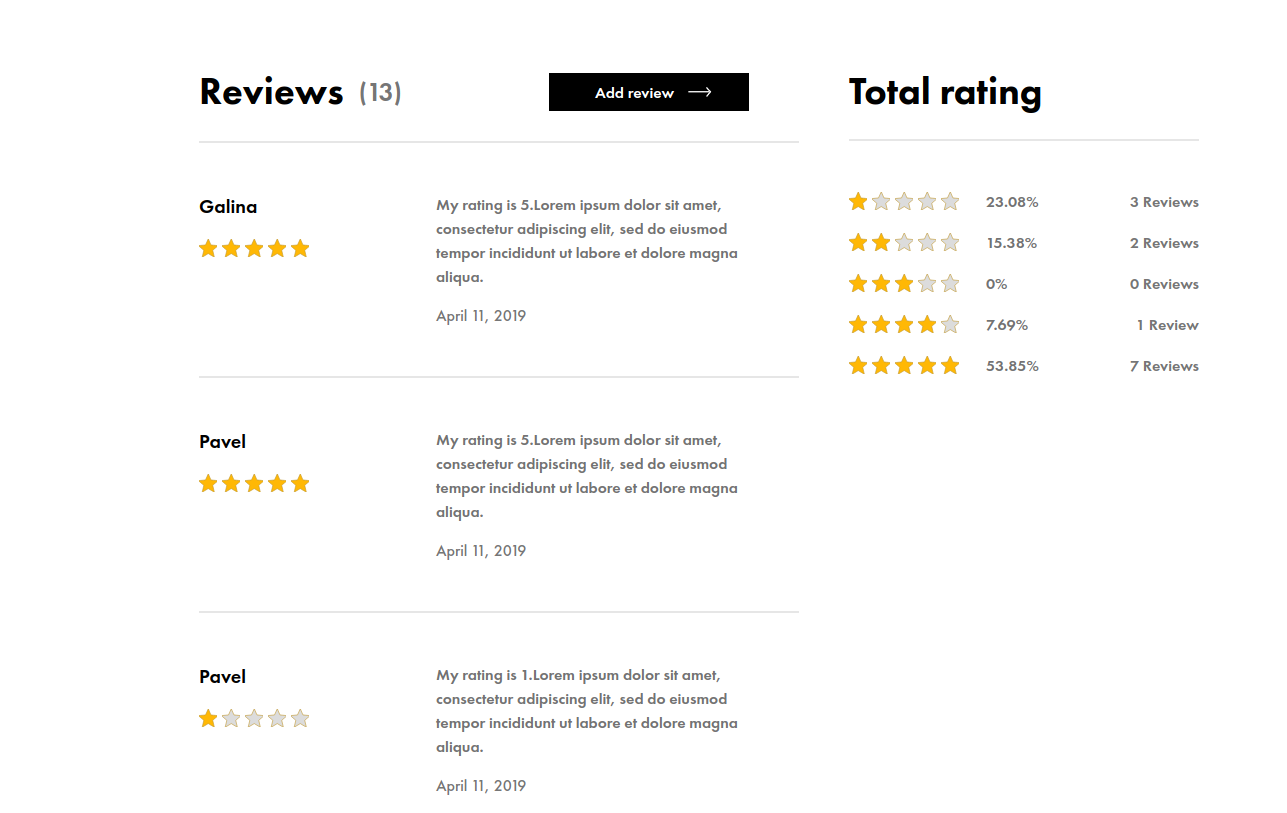 Reviews (13)
Add review
Galina
My rating is 5.Lorem ipsum dolor sit amet,
consectetur adipiscing elit, sed do eiusmod
tempor incididunt ut labore et dolore magna
aliqua.
April 11, 2019
Pavel
My rating is 5.Lorem ipsum dolor sit amet,
consectetur adipiscing elit, sed do eiusmod
tempor incididunt ut labore et dolore magna
aliqua.
April 11, 2019
Pavel
My rating is 1.Lorem ipsum dolor sit amet,
consectetur adipiscing elit, sed do eiusmod
tempor incididunt ut labore et dolore magna
aliqua.
April 11, 2019
Total rating
23.08% 3 Reviews
15.38% 2 Reviews
0% 0 Reviews
7.69% 1 Review
53.85% 7 Reviews